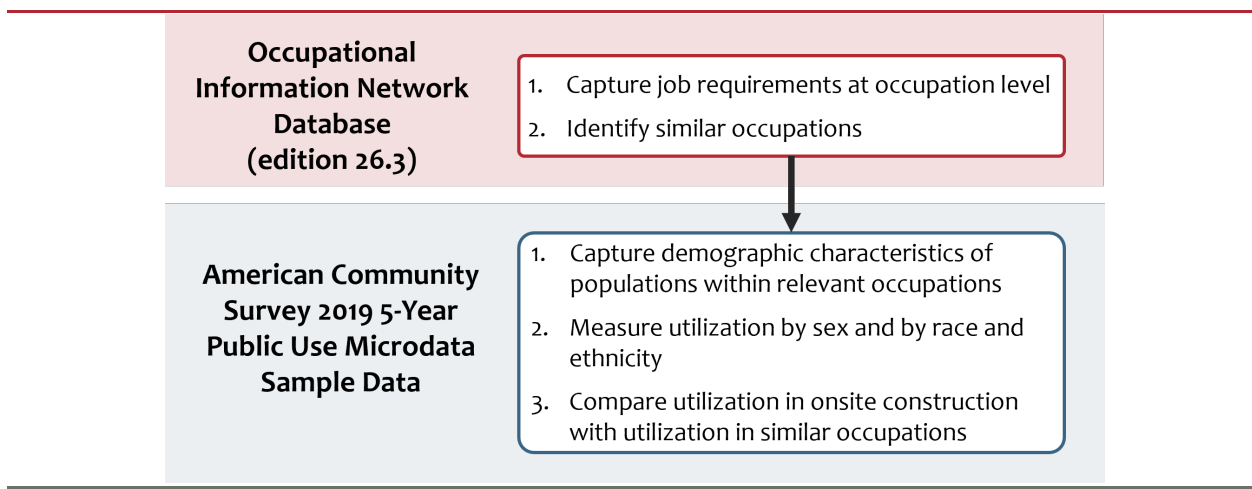 Occupational
Information Network
Database
(edition 26.3)
1. Capture job requirements at occupation level
2. Identify similar occupations
American Community
Survey 2019 5-Year
Public Use Microdata
Sample Data
1. Capture demographic characteristics of
populations within relevant occupations
2. Measure utilization by sex and by race and
ethnicity
3. Compare utilization in onsite construction
with utilization in similar occupations